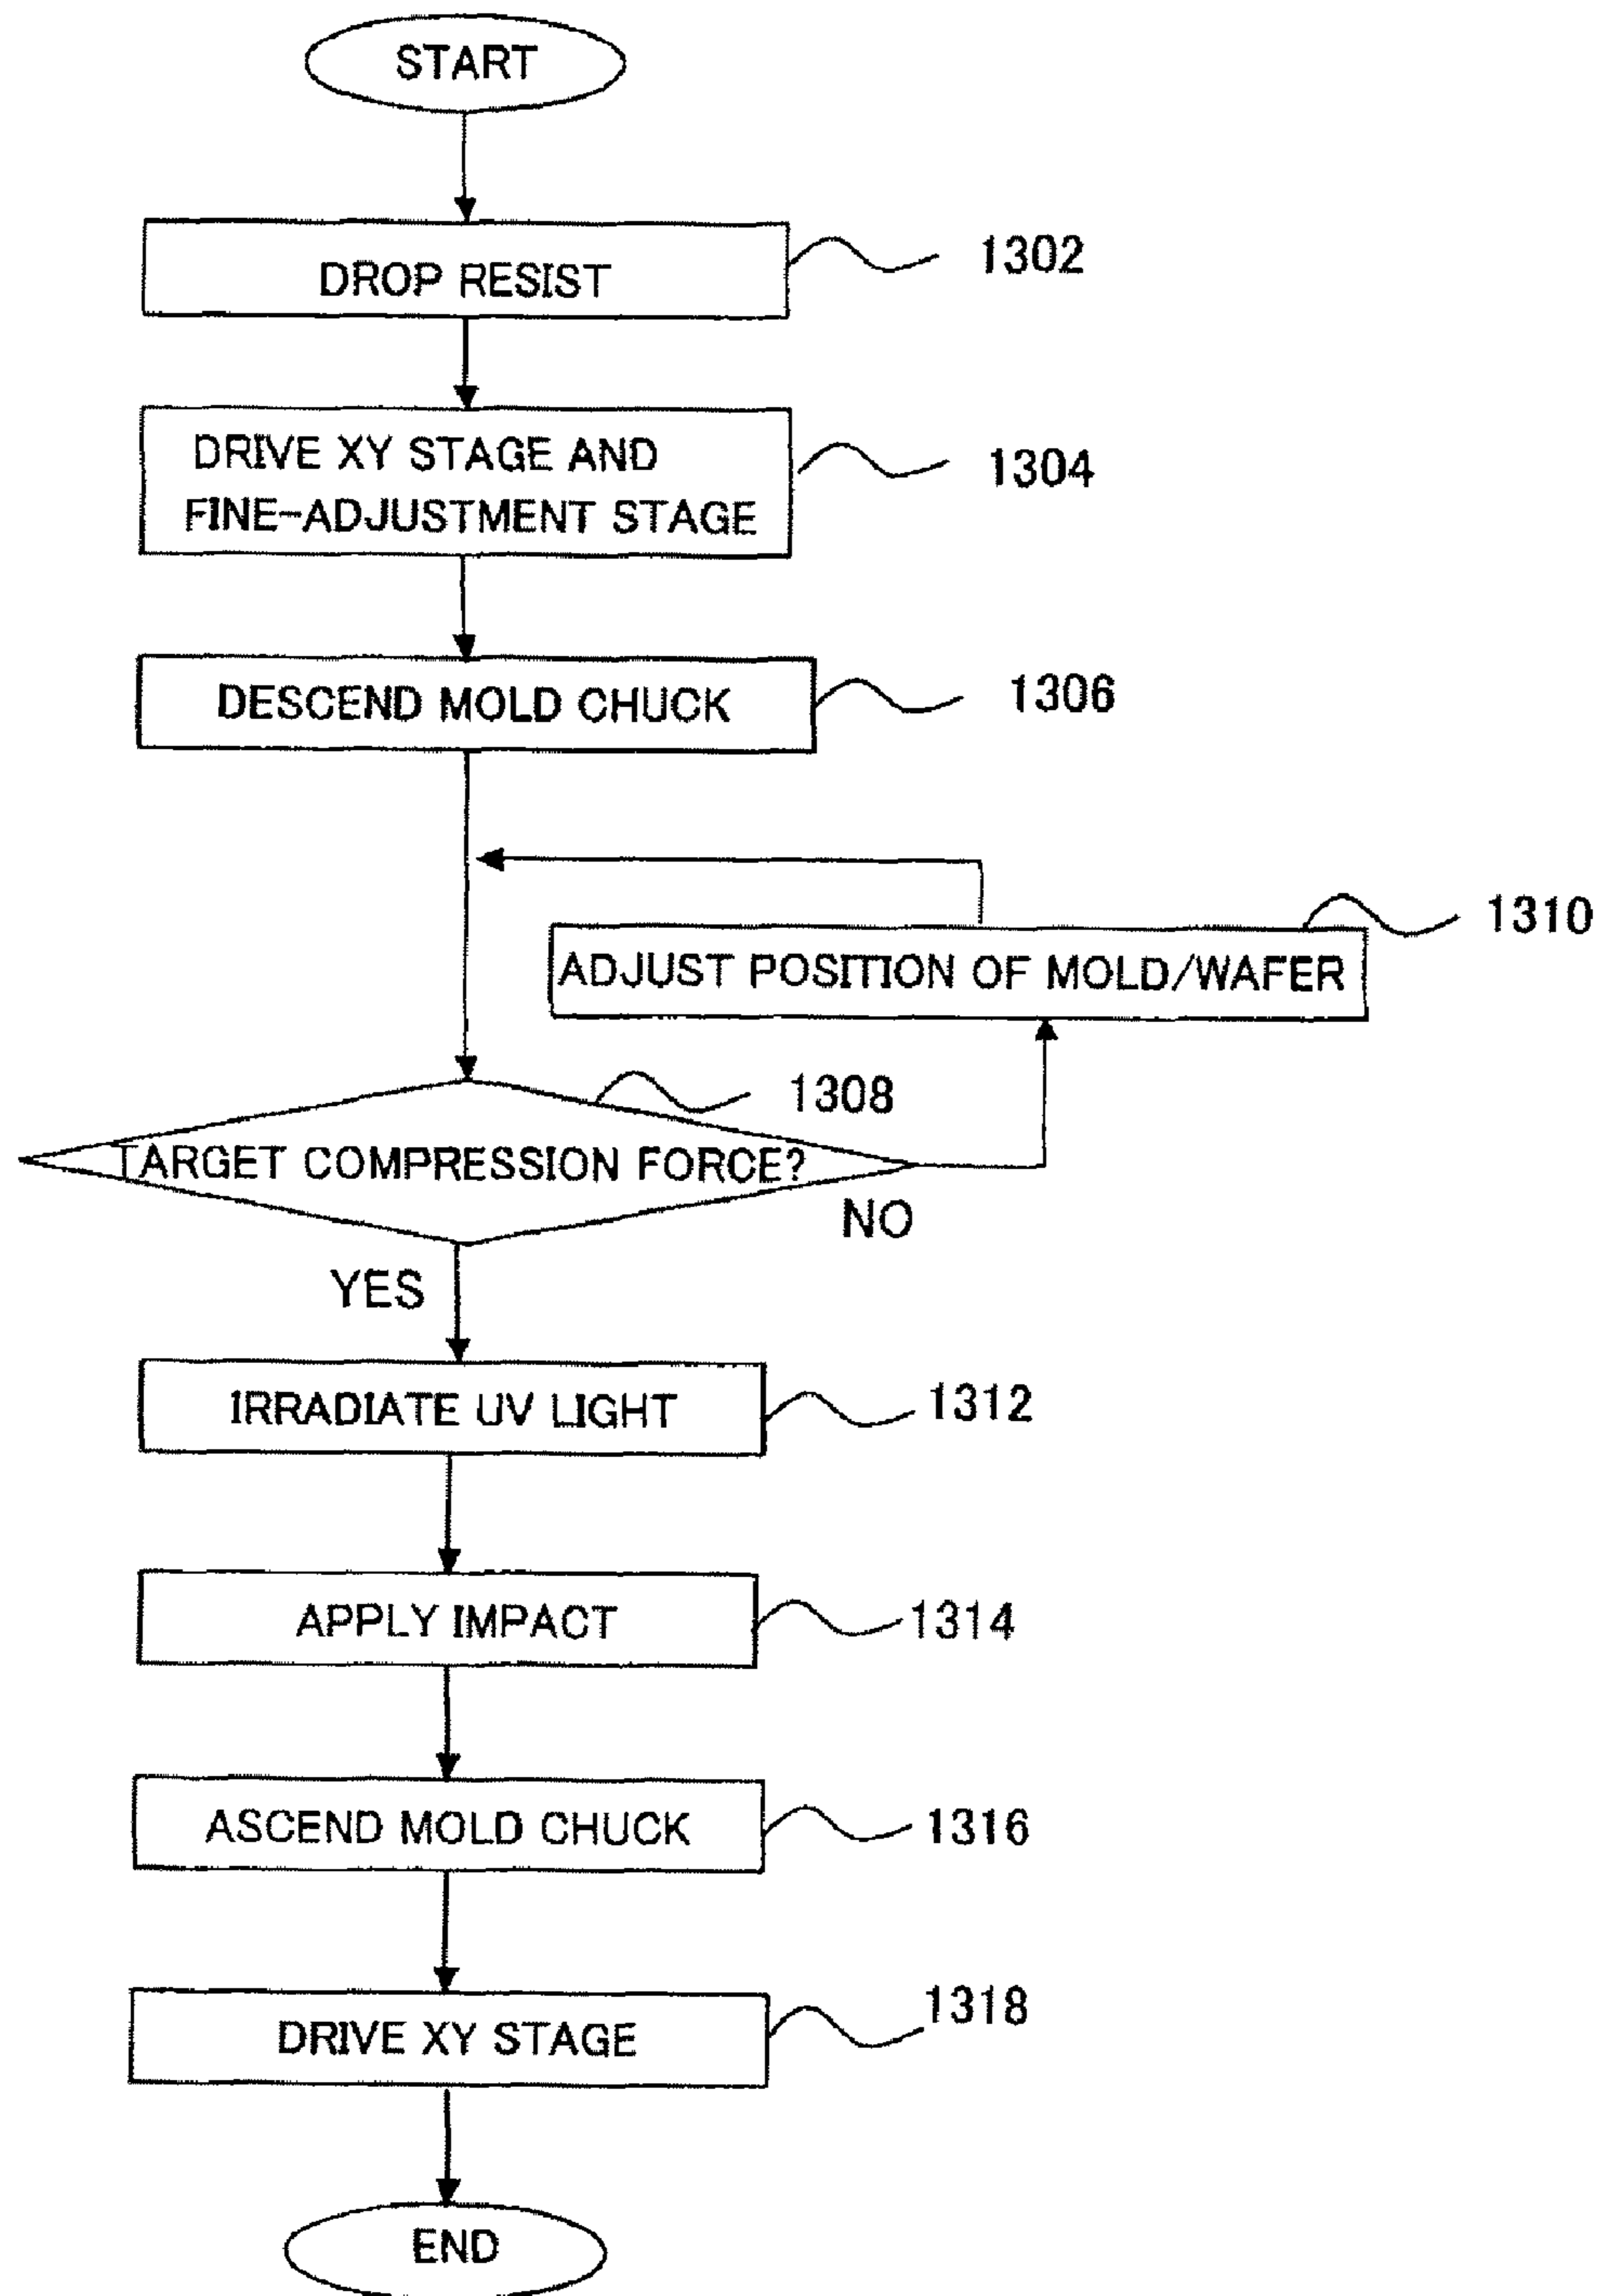 START
DROP RESIST
1302
DRIVE XY STAGE AND
FINE-ADJUSTMENT STAGE
1304
DESCEND MOLD CHUCK
1306
1310
ADJUST POSITION OF MOLD/WAFER
1308
TARGET COMPRESSION FORCE?
NO
YES
IRRADIATE UV LIGHT
1312
APPLY IMPACT
1314
ASCEND MOLD CHUCK
1316
1318
DRIVE XY STAGE
END